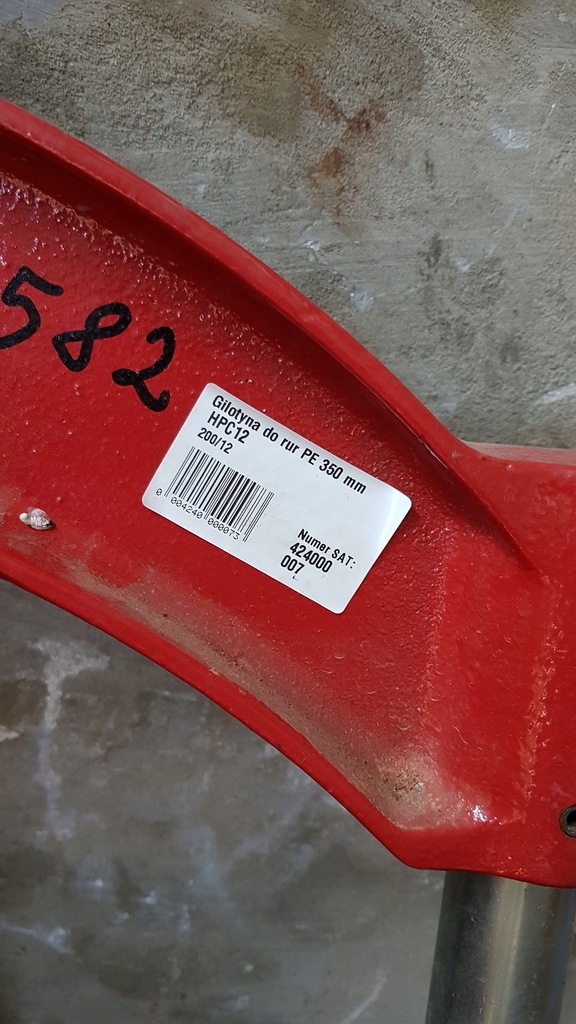 582
Gilotyna do rur PE 350 mm
HPC12
200/12
0 004240 000073
Numer SAT:
424000
007